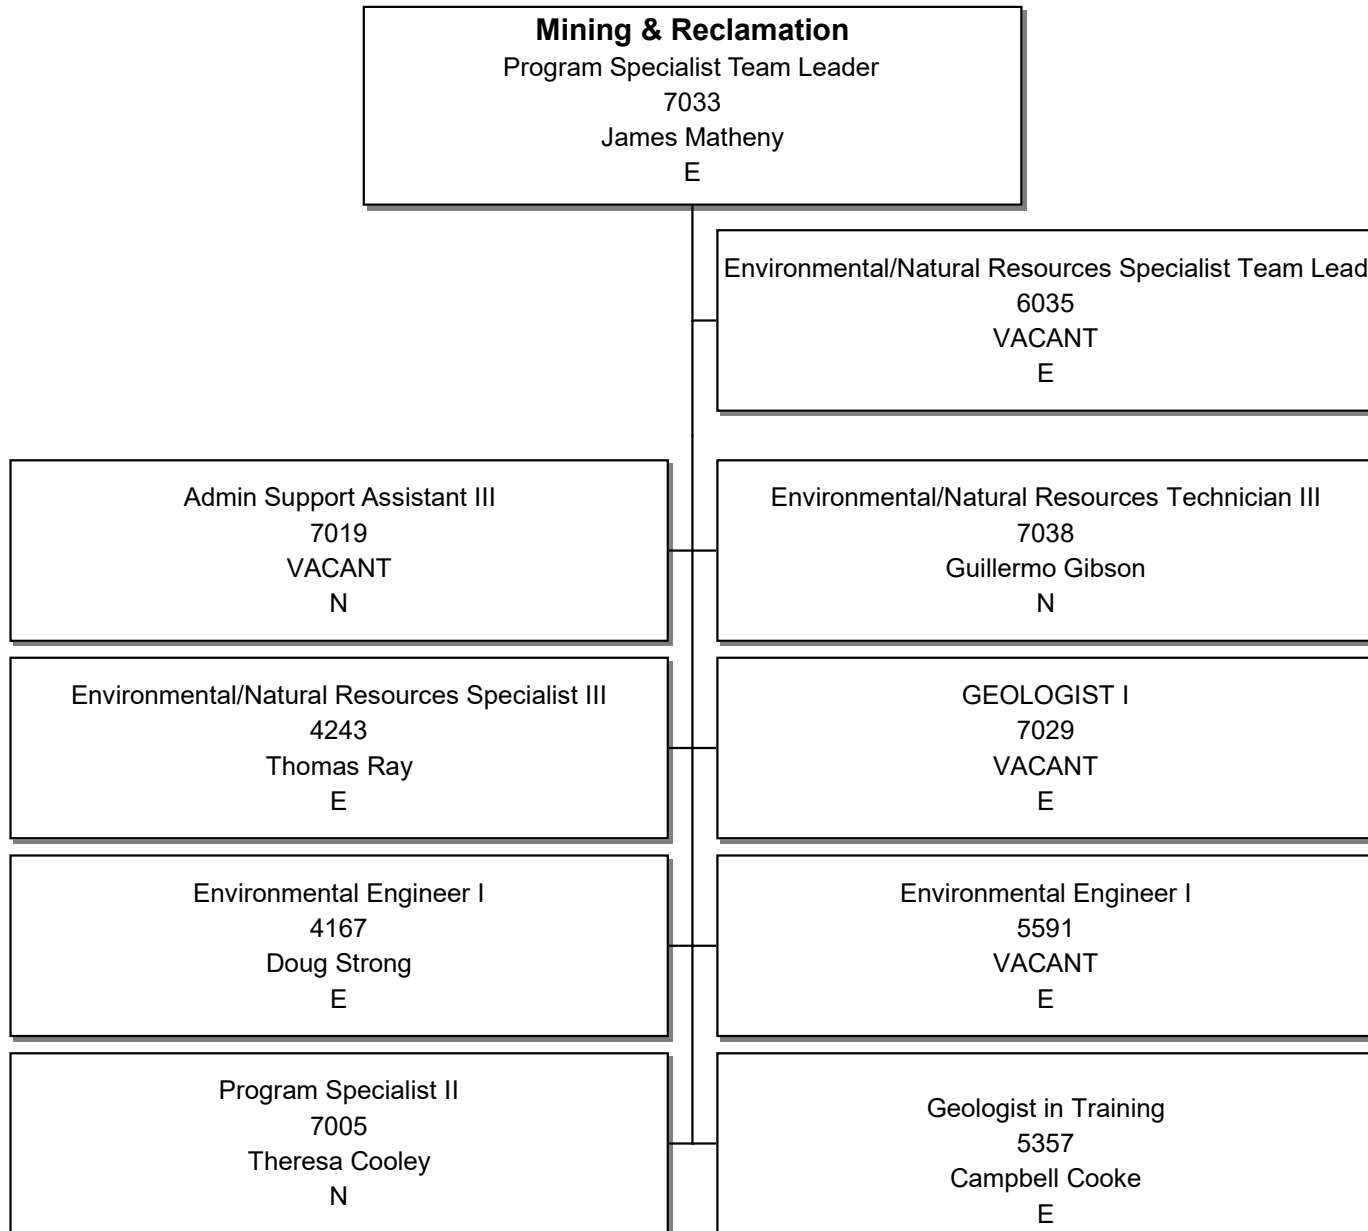 Mining & Reclamation
Program Specialist Team Leader
7033
James Matheny
E
Environmental/Natural Resources Specialist Team Lead
6035
VACANT
E
Admin Support Assistant III
7019
VACANT
N
Environmental/Natural Resources Technician III
7038
Guillermo Gibson
N
Environmental/Natural Resources Specialist III
4243
Thomas Ray
E
GEOLOGIST I
7029
VACANT
E
Environmental Engineer I
4167
Doug Strong
E
Environmental Engineer I
5591
VACANT
E
Program Specialist II
7005
Theresa Cooley
N
Geologist in Training
5357
Campbell Cooke
E